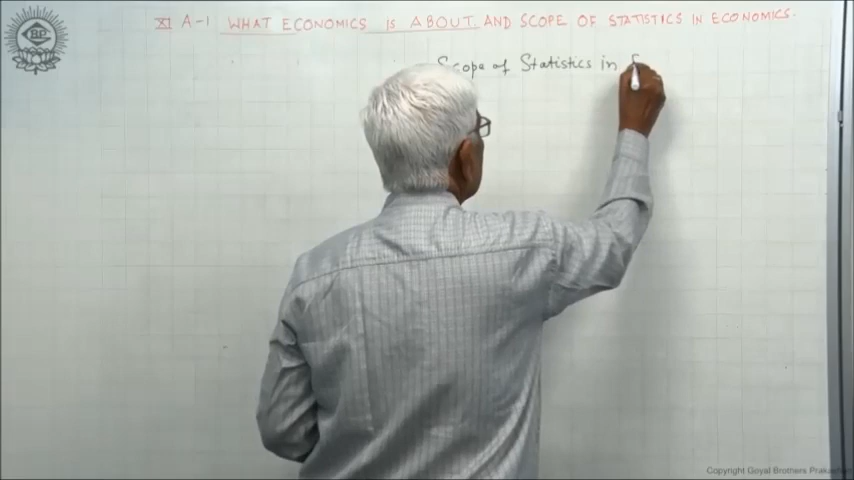 XI A-1 WHAT ECONOMICS IS ABOUT AND SCOPE OF STATISTICS IN ECONOMICS.
Scope of Statistics in
Copyright Goyal Brothers Prakashan